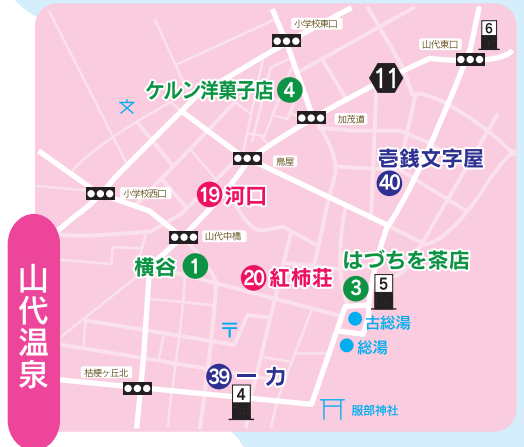 小学校東口
6
山代東口
11
ケルン洋菓子店 4
文
加茂道
鳥屋
壱銭文字屋
40
小学校西口
19 河口
山代中橋
横谷 1
はづちを茶店
3
5
20 紅柿荘
古総湯
総湯
〒
山代温泉
桔梗ヶ丘北
39 一力
4
服部神社